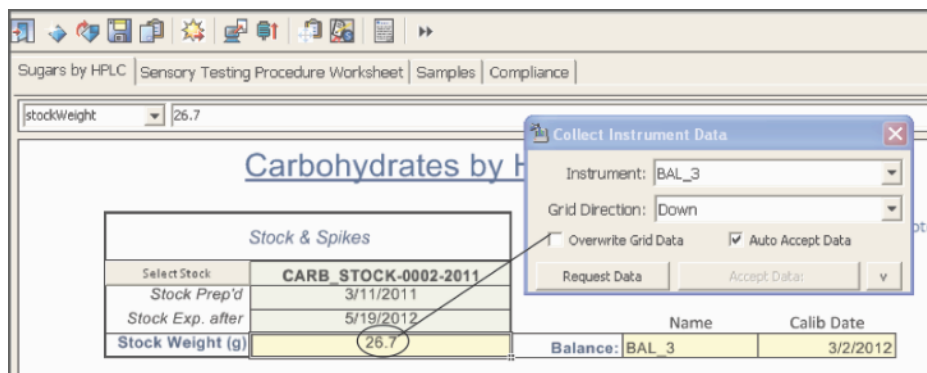 Sugars by HPLC Sensory Testing Procedure Worksheet Samples Compliance
stockWeight 26.7
Collect Instrument Data
Carbohydrates by
Instrument: BAL_3
Grid Direction: Down
Stock & Spikes
Overwrite Grid Data Auto Accept Data
Select Stock CARB_STOCK-0002-2011
Request Data Accept Data: v
Stock Prep'd 3/11/2011
Stock Exp. after 5/19/2012
Name Calib Date
Stock Weight (g) 26.7
Balance: BAL_3 3/2/2012